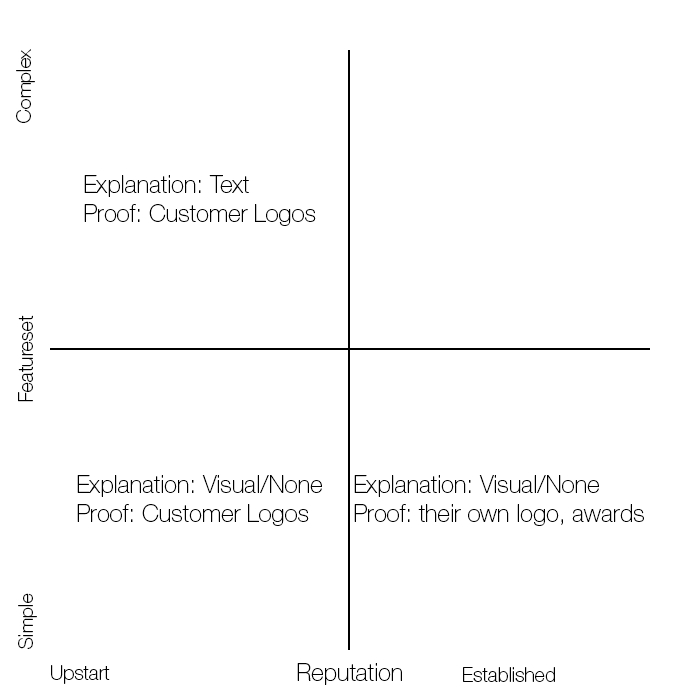 Complex
Explanation: Text
Proof: Customer Logos
Featureset
Explanation: Visual/None
Proof: Customer Logos
Explanation: Visual/None
Proof: their own logo, awards
Simple
Upstart
Reputation
Established